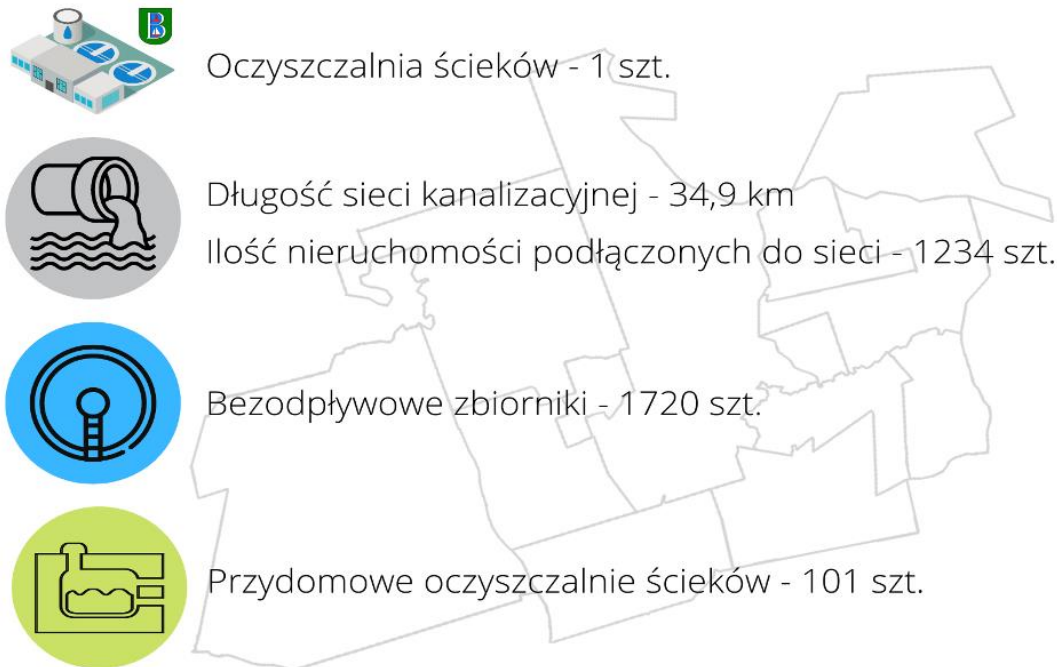 B
Oczyszczalnia ścieków - 1 szt.
Długość sieci kanalizacyjnej - 34,9 km
Ilość nieruchomości podłączonych do sieci - 1234 szt.
Bezodpływowe zbiorniki - 1720 szt.
Przydomowe oczyszczalnie ścieków - 101 szt.